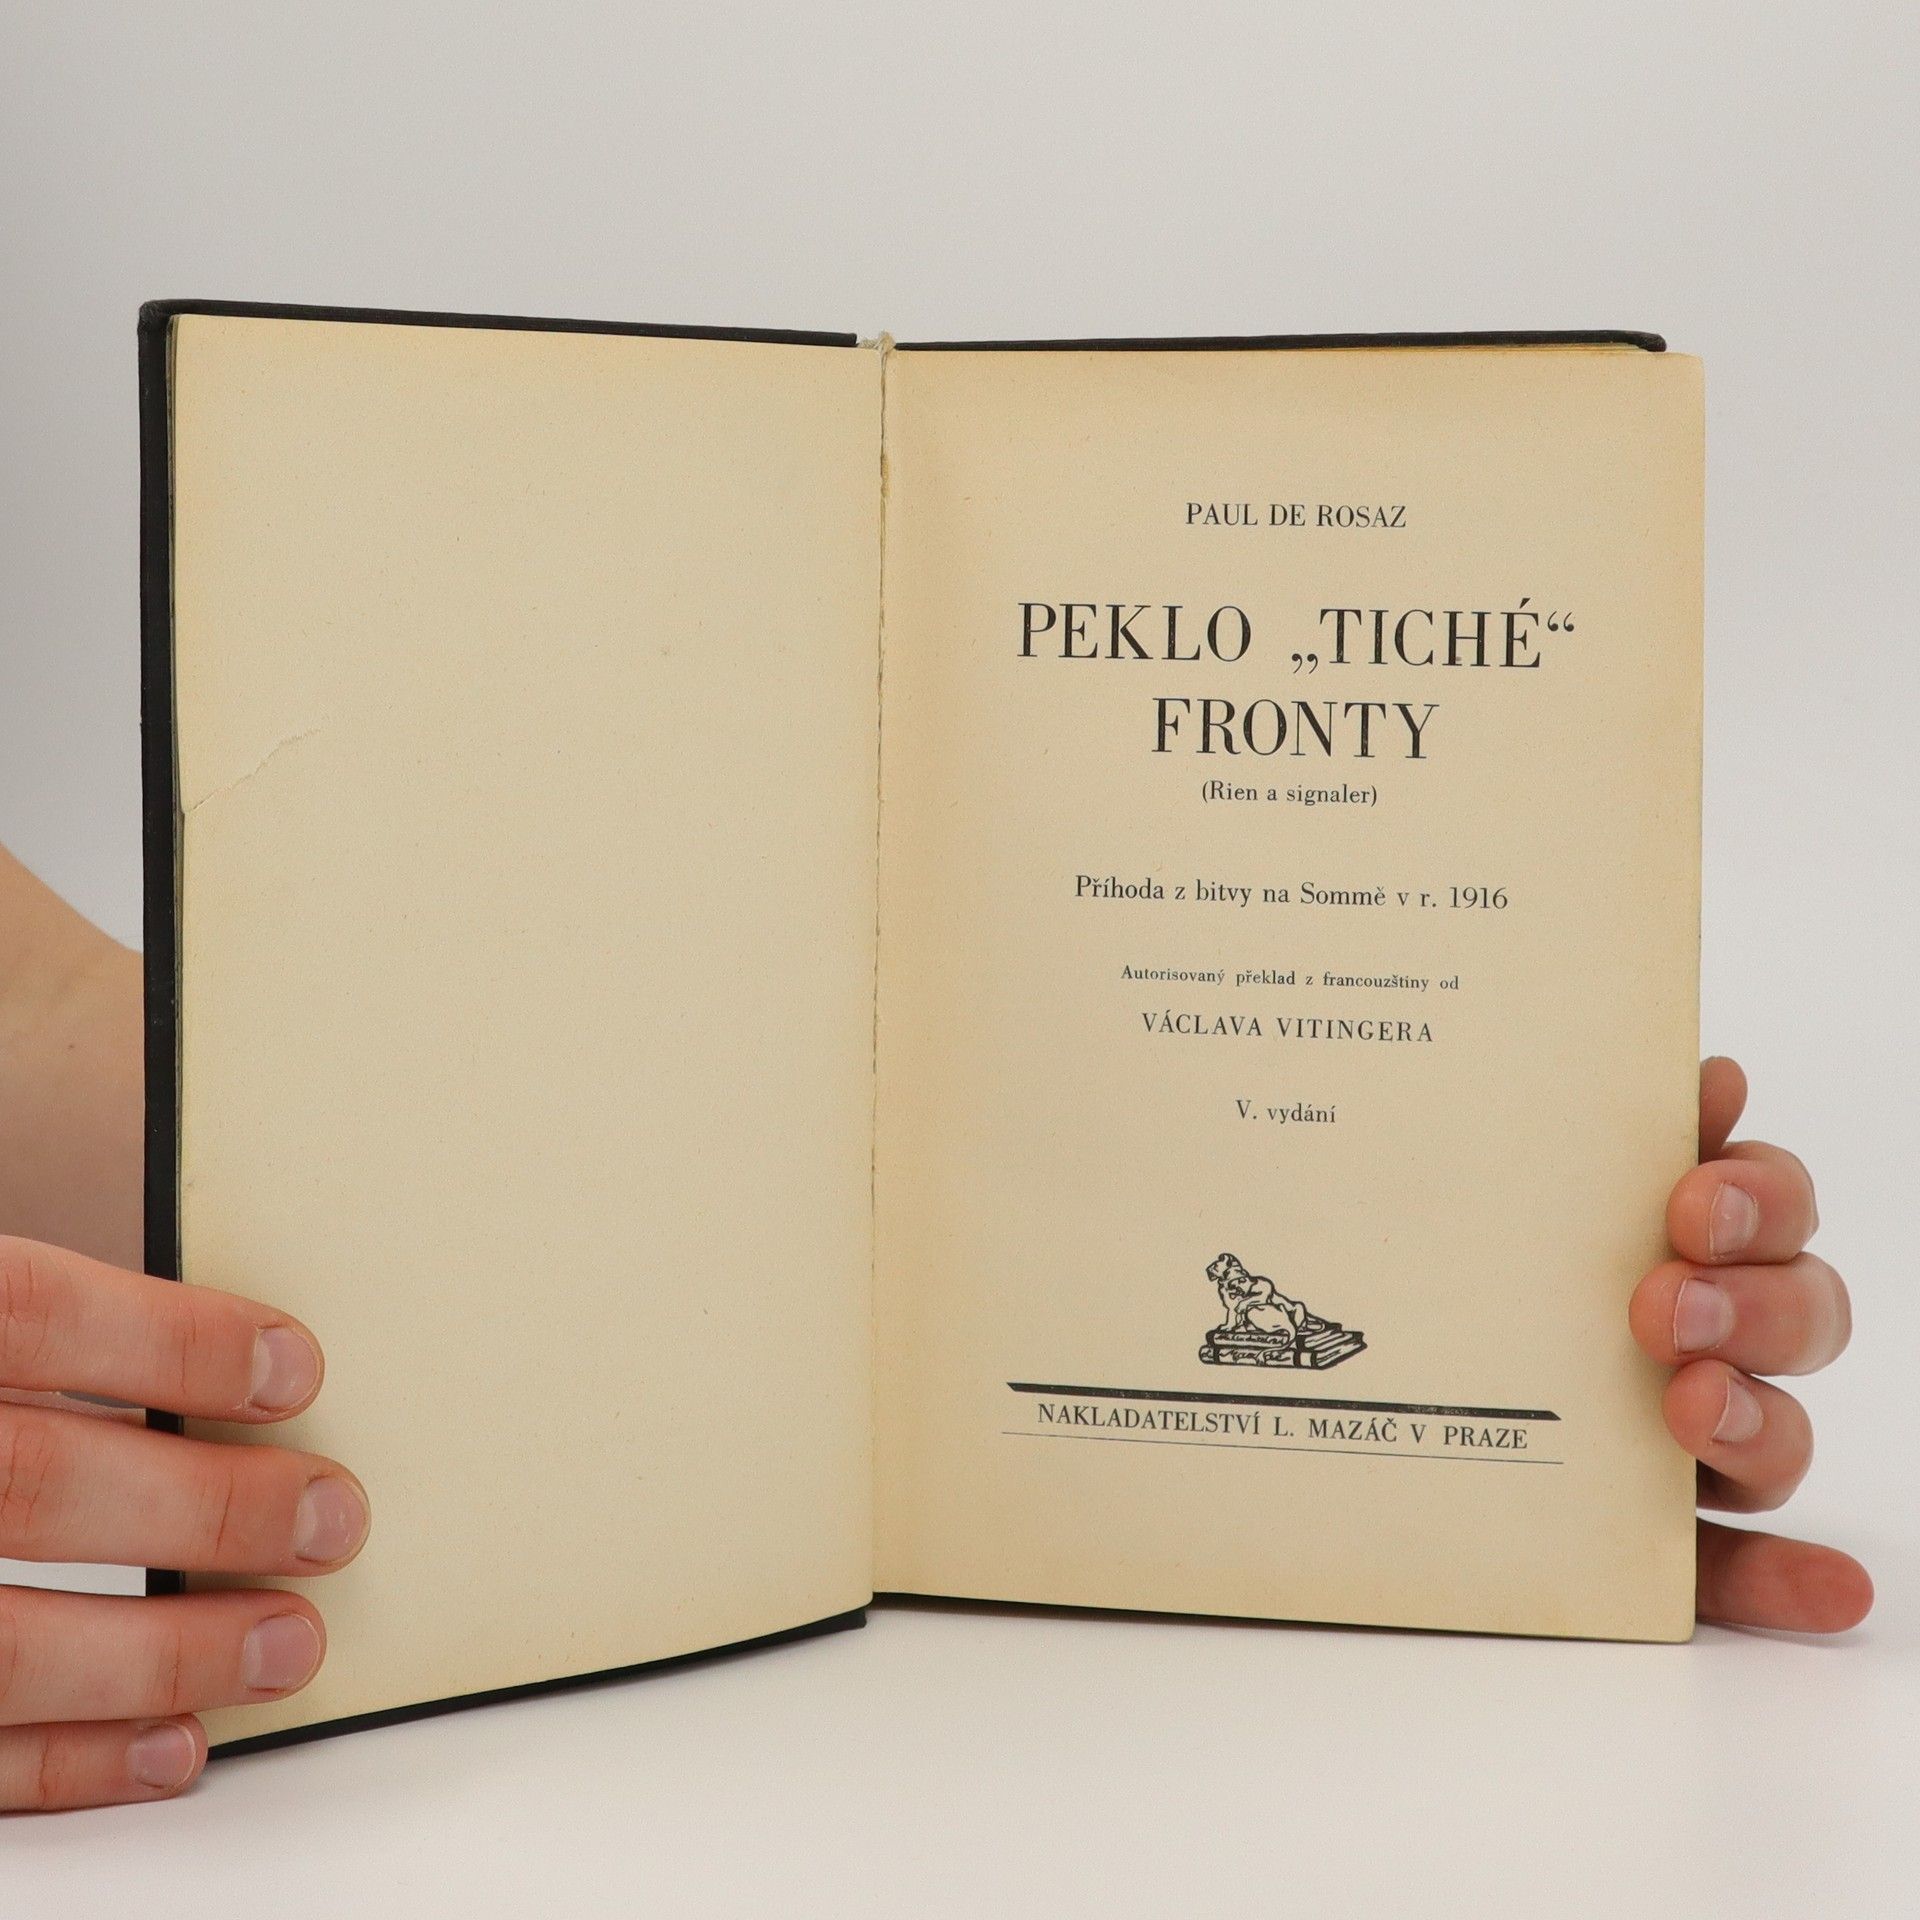 PAUL DE ROSAZ
PEKLO „TICHÉ“
FRONTY
(Rien a signaler)
Příhoda z bitvy na Sommě v r. 1916
Autorisovaný překlad z francouzštiny od
VÁCLAVA VITINGERA
V. vydání
NAKLADATELSTVÍ L. MAZÁČ V PRAZE